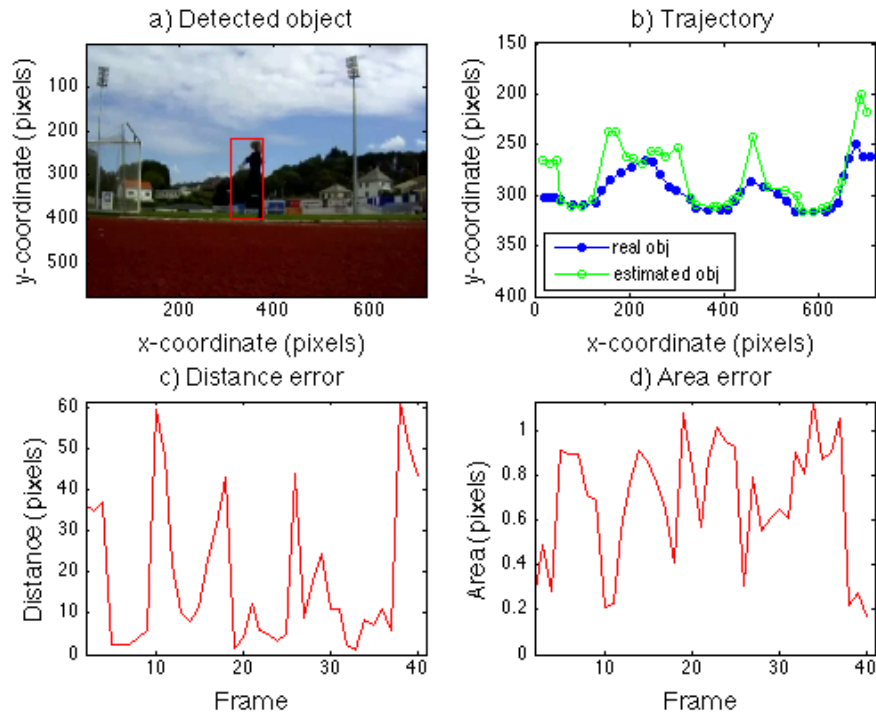 a) Detected object
y-coordinate (pixels)
100
200
300
400
500
200
400
600
x-coordinate (pixels)
b) Trajectory
y-coordinate (pixels)
150
200
250
300
350
400
real obj
estimated obj
0
200
400
600
x-coordinate (pixels)
c) Distance error
Distance (pixels)
60
50
40
30
20
10
0
10
20
30
40
Frame
d) Area error
Area (pixels)
1
0.8
0.6
0.4
0.2
0
10
20
30
40
Frame